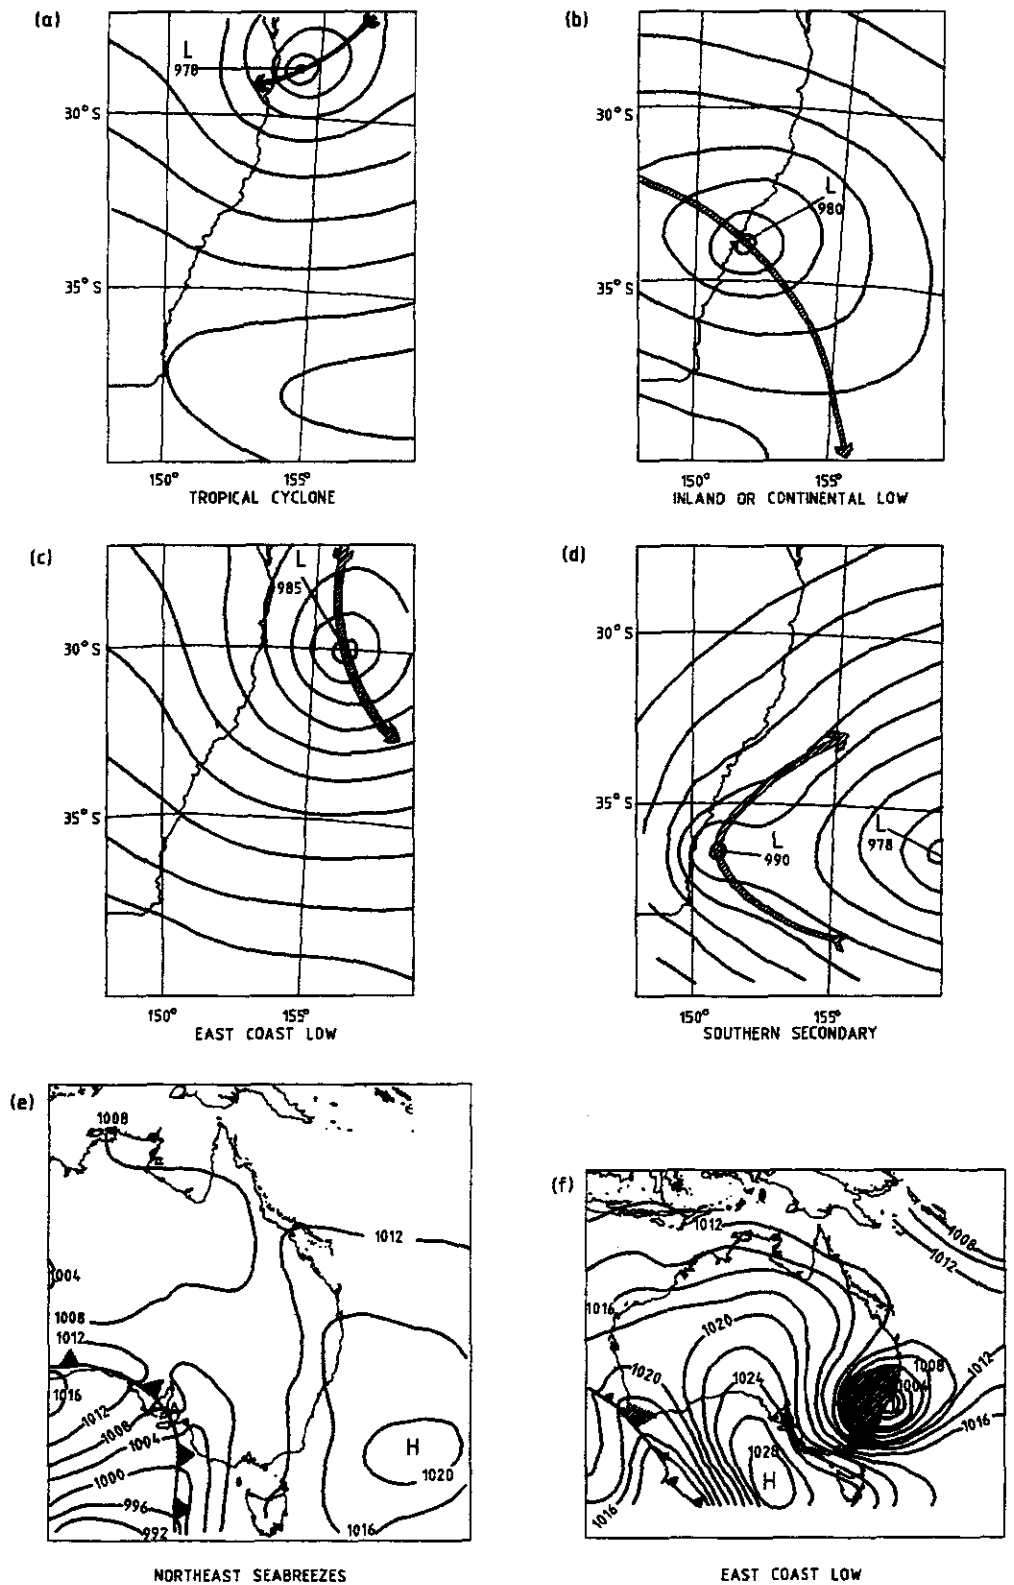 (a)
L
978
30° S
35° S
150°
155°
TROPICAL CYCLONE
(b)
L
980
30° S
35° S
150°
155°
INLAND OR CONTINENTAL LOW
(c)
L
985
30° S
35° S
150°
155°
EAST COAST LOW
(d)
30° S
35° S
L
990
L
978
150°
155°
SOUTHERN SECONDARY
(e)
1008
1012
1004
1008
1012
1016
1012
1008
1004
1000
996
992
H
1020
1016
NORTHEAST SEABREEZES
(f)
1012
1008
1012
1016
1020
1020
1024
1008
1004
L
1012
1016
1028
H
1016
EAST COAST LOW